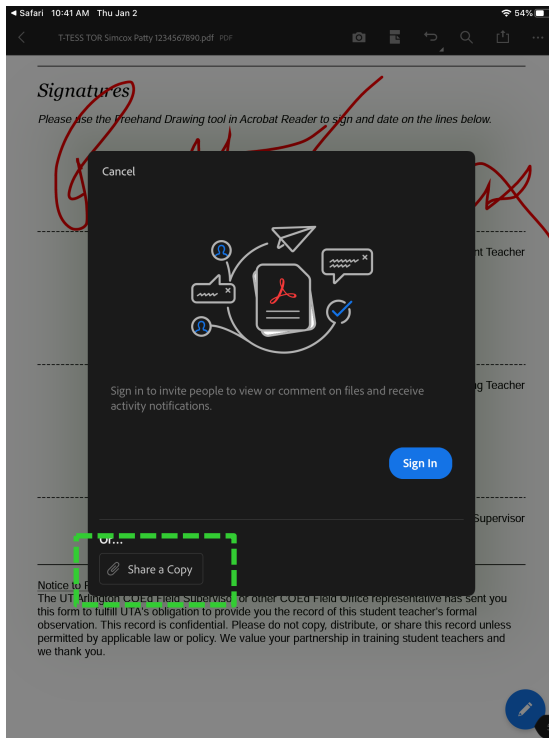 Safari 10:41 AM Thu Jan 2 54%
T-TESS TOR Simcox Patty 1234567890.pdf PDF
Signatures
Please use the Freehand Drawing tool in Acrobat Reader to sign and date on the lines below.
Cancel
nt Teacher
Sign in to invite people to view or comment on files and receive
activity notifications.
ng Teacher
Sign In
Supervisor
Or...
Share a Copy
Notice to
The UT Arlington COEd Field Supervisor or other COEd Field Office representative has sent you
this form to fulfill UTA's obligation to provide you the record of this student teacher's formal
observation. This record is confidential. Please do not copy, distribute, or share this record unless
permitted by applicable law or policy. We value your partnership in training student teachers and
we thank you.